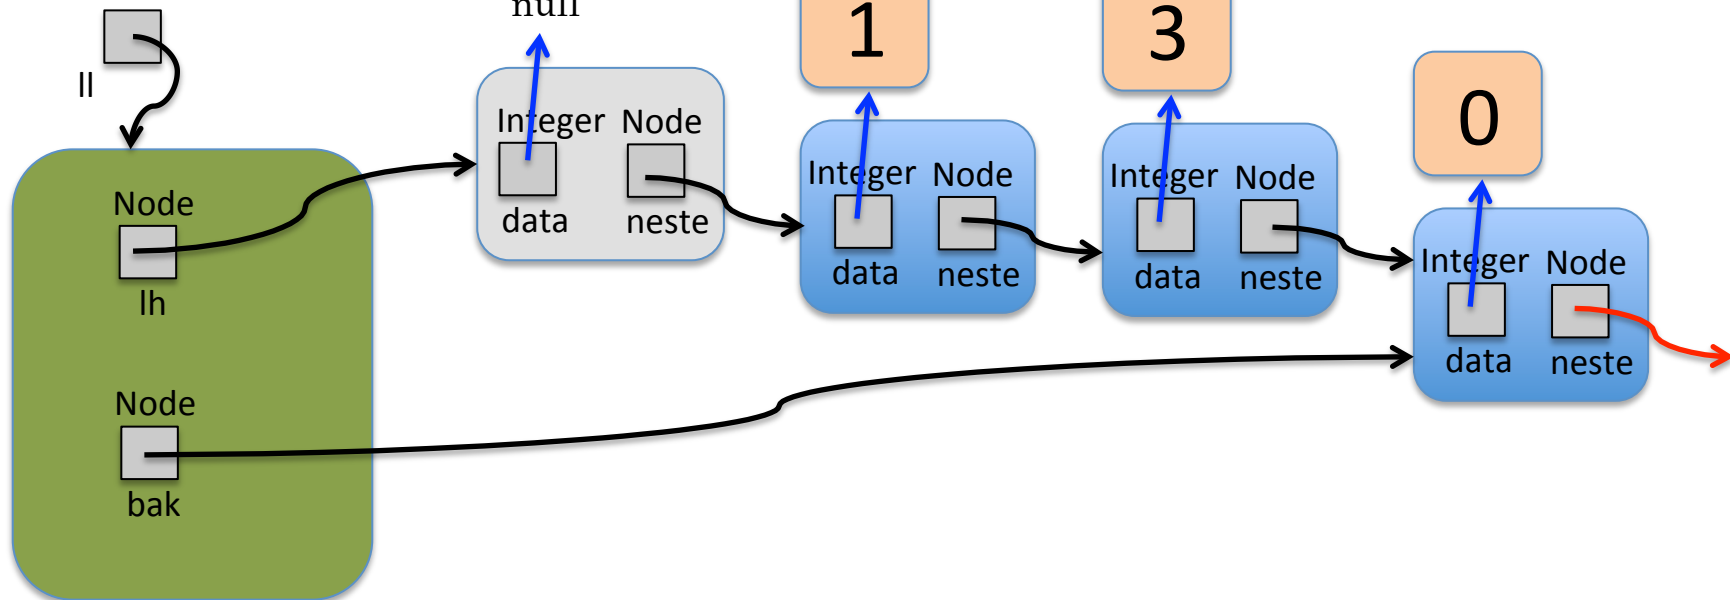 null
1
3
0
ll
Node
lh
Node
bak
Integer Node
data neste
Integer Node
data neste
Integer Node
data neste
Integer Node
data neste